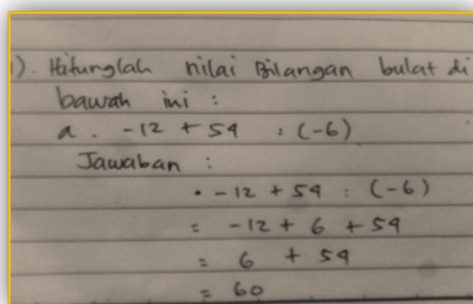 1). Hitunglah nilai Bilangan bulat di
bawah ini :
a. -12 + 54 : (-6)
Jawaban :
• -12 + 54 : (-6)
= -12 + 6 + 54
= 6 + 54
= 60